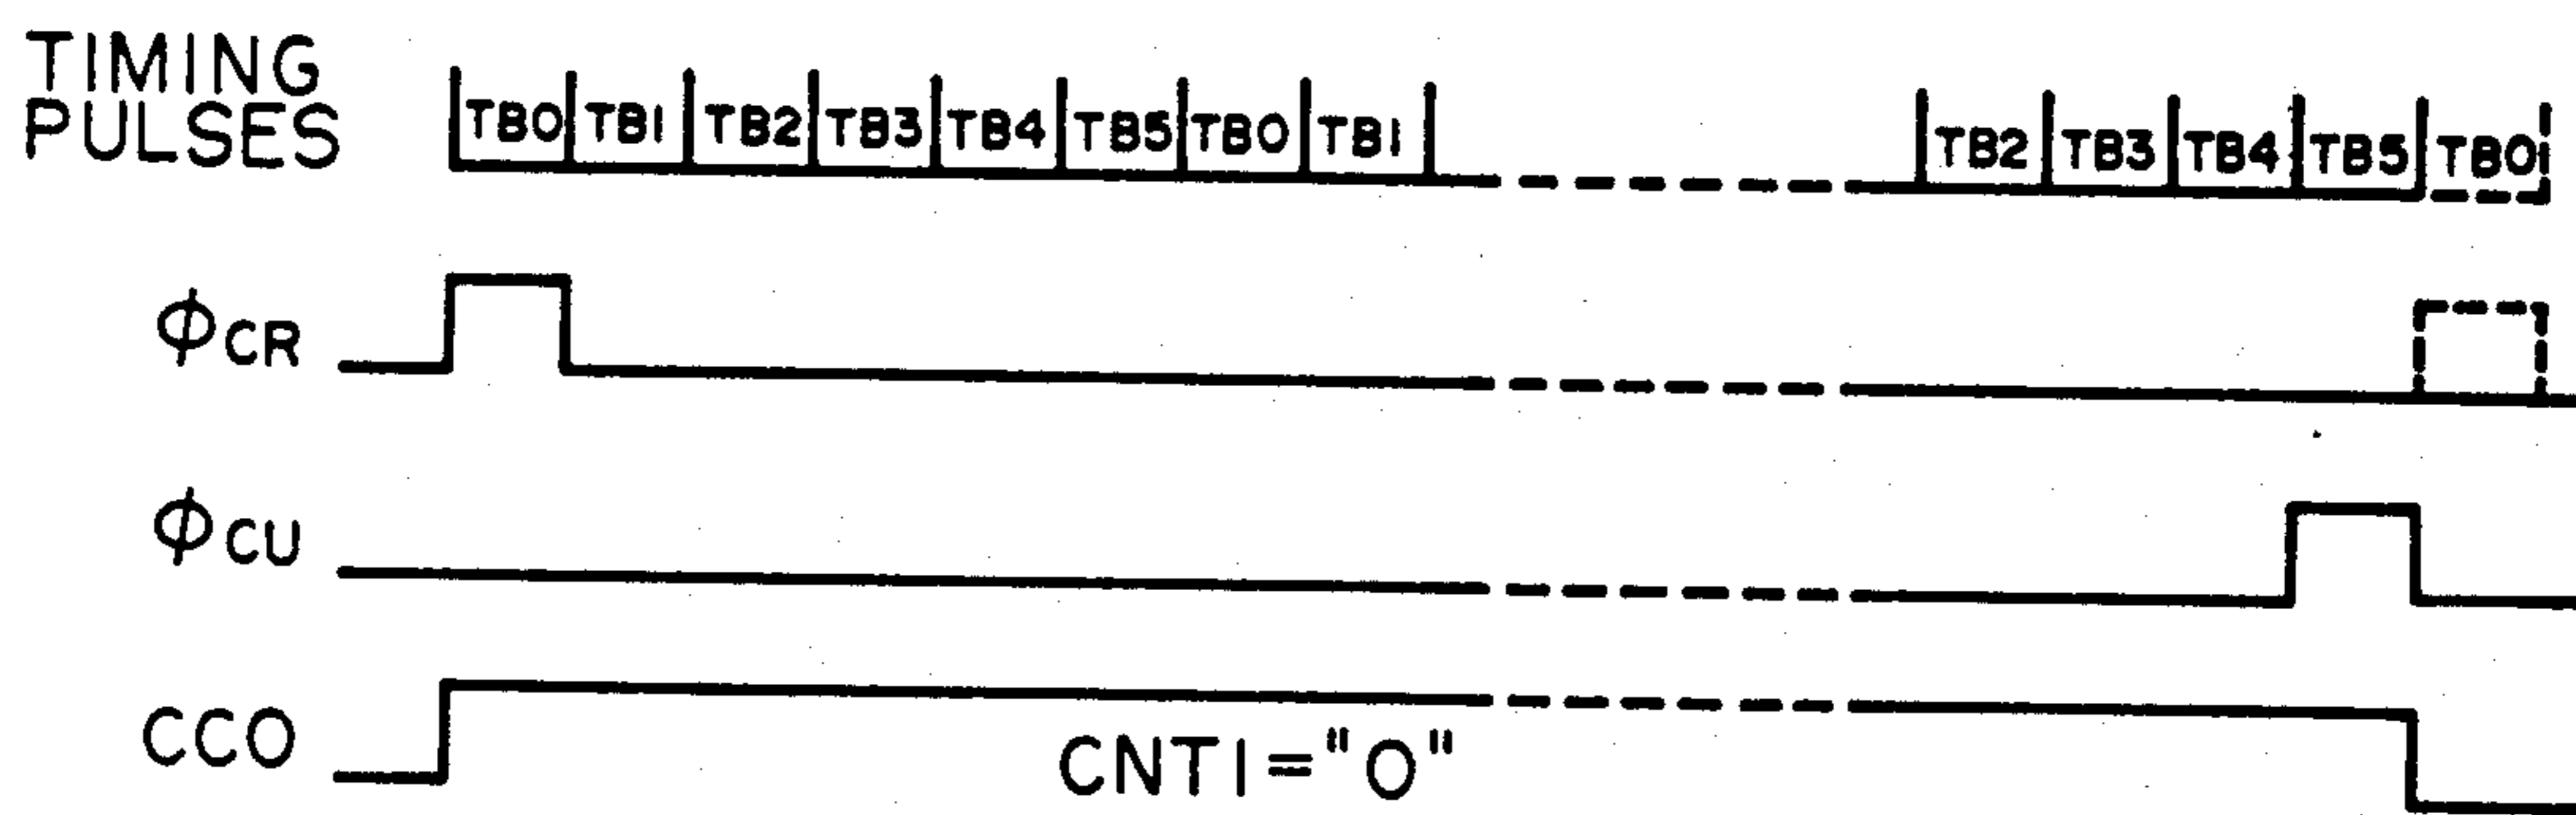 TIMING
PULSES
TB0 TB1 TB2 TB3 TB4 TB5 TB0 TB1 TB2 TB3 TB4 TB5 TB0
ΦCR
ΦCU
CCO
CNT1="0"